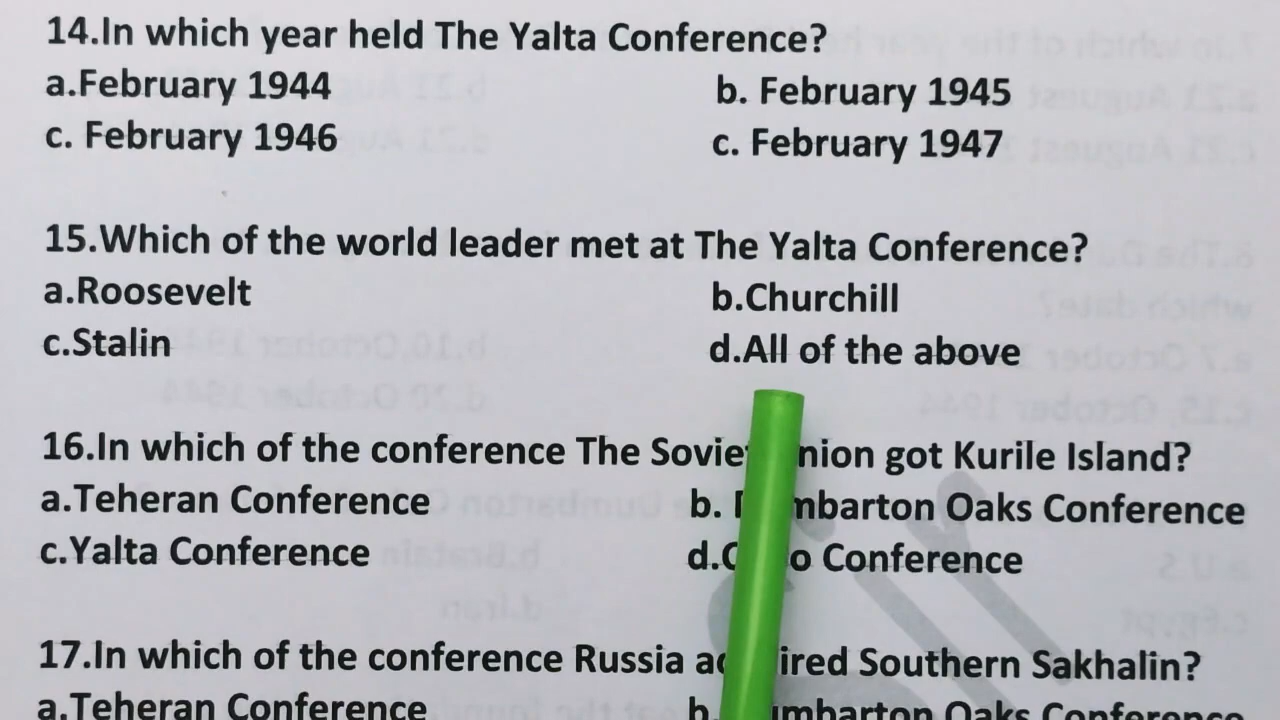 14.In which year held The Yalta Conference?
a.February 1944 b. February 1945
c. February 1946 c. February 1947
15.Which of the world leader met at The Yalta Conference?
a.Roosevelt b.Churchill
c.Stalin d.All of the above
16.In which of the conference The Soviet nion got Kurile Island?
a.Teheran Conference b. mbarton Oaks Conference
c.Yalta Conference d. Conference
17.In which of the conference Russia Southern Sakhalin?
a.Teheran Conference b. mbarton Oaks Conference